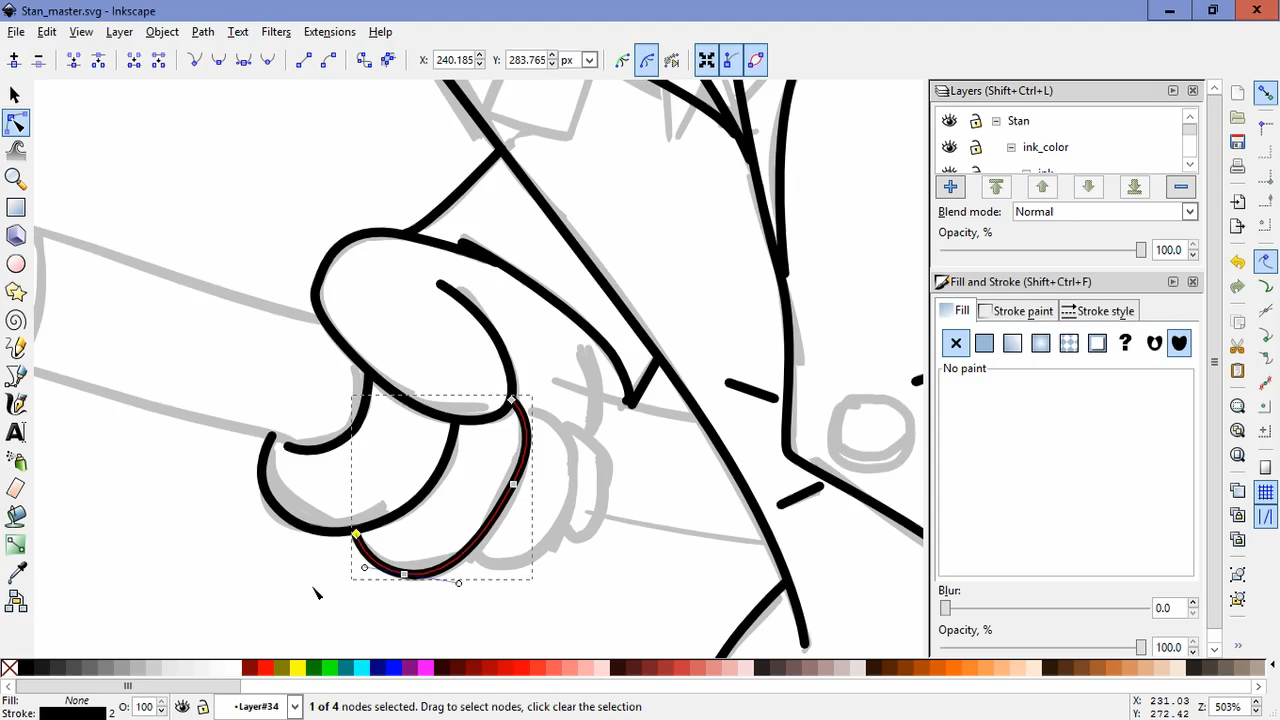 Stan_master.svg - Inkscape
File Edit View Layer Object Path Text Filters Extensions Help
X: 240.185 Y: 283.765 px
Layers (Shift+Ctrl+L)
Stan
ink_color
Blend mode: Normal
Opacity, %
100.0
Fill and Stroke (Shift+Ctrl+F)
Fill Stroke paint Stroke style
?
No paint
Blur:
0.0
Opacity, %
100.0
Fill: None
Stroke: 2
O: 100
•Layer#34
1 of 4 nodes selected. Drag to select nodes, click clear the selection
X: 231.03
Y: 272.42
Z: 503%